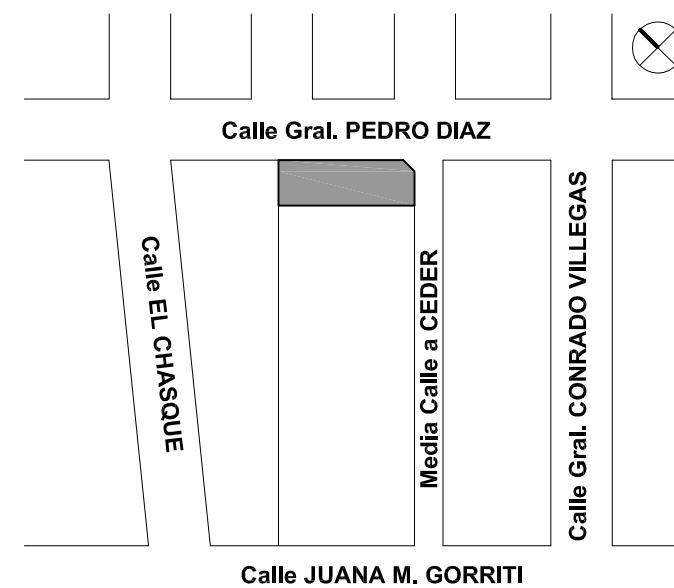 Calle Gral. PEDRO DIAZ
Calle EL CHASQUE
Media Calle a CEDER
Calle Gral. CONRADO VILLEGAS
Calle JUANA M. GORRITI